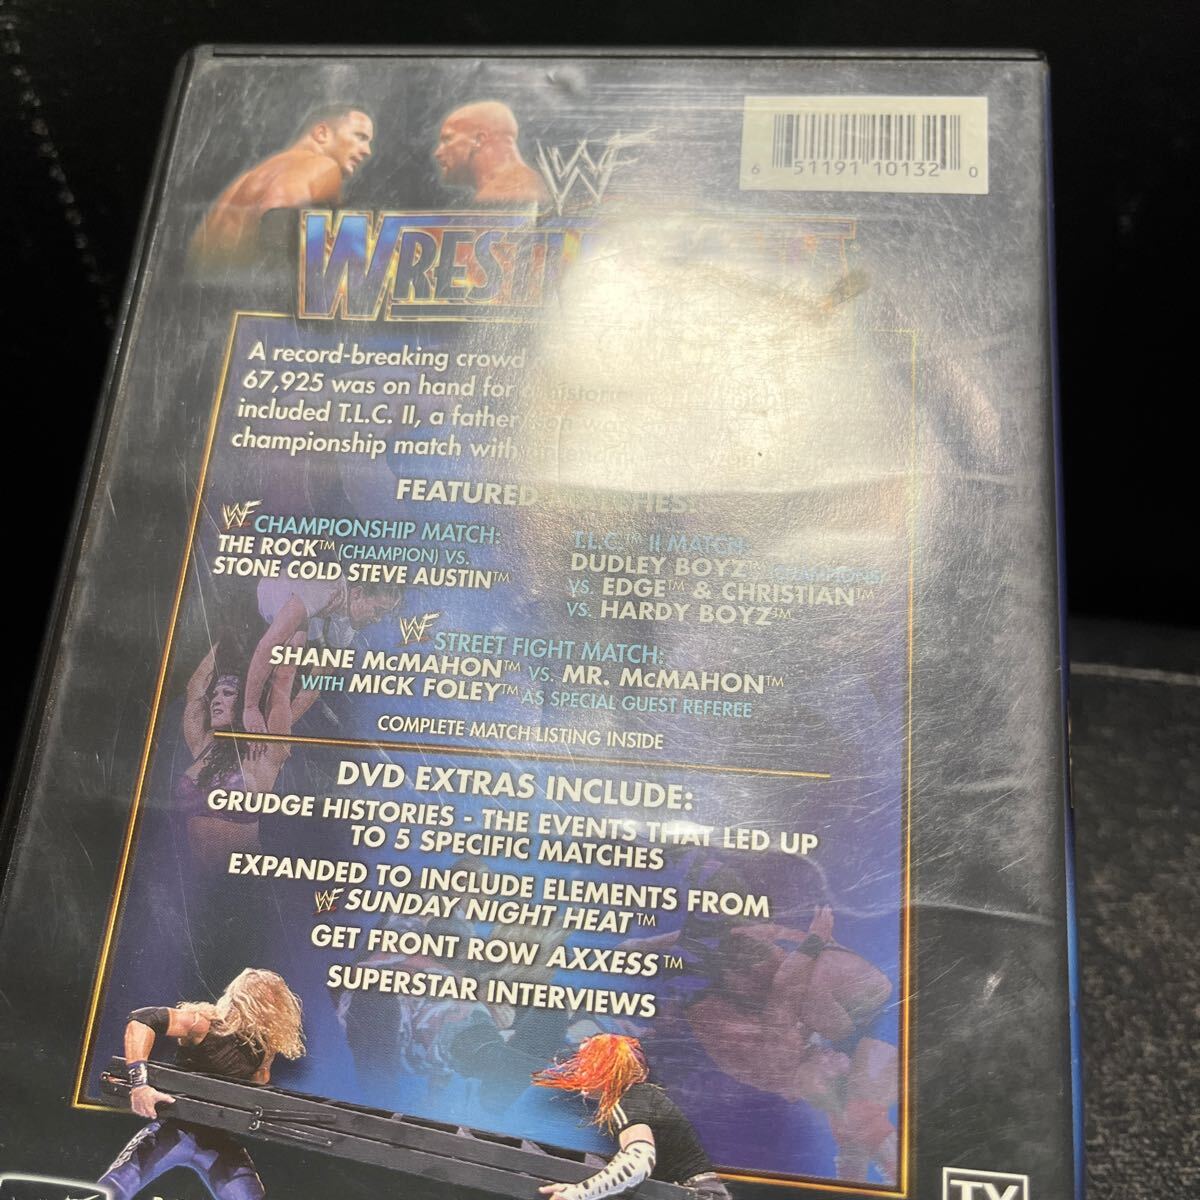 WF
6 51191 10132 0
A record-breaking crowd
67,925 was on hand for
included T.L.C. II, a father
championship match with
FEATURED MATCHES:
WF CHAMPIONSHIP MATCH:
THE ROCK™ (CHAMPION) VS.
STONE COLD STEVE AUSTIN™
T.L.C.™ II MATCH:
DUDLEY BOYZ™ (CHAMPIONS)
VS. EDGE™ & CHRISTIAN™
VS. HARDY BOYZ™
WF STREET FIGHT MATCH:
SHANE McMAHON™ VS. MR. McMAHON™
WITH MICK FOLEY™ AS SPECIAL GUEST REFEREE
COMPLETE MATCH LISTING INSIDE
DVD EXTRAS INCLUDE:
GRUDGE HISTORIES - THE EVENTS THAT LED UP
TO 5 SPECIFIC MATCHES
EXPANDED TO INCLUDE ELEMENTS FROM
WF SUNDAY NIGHT HEAT™
GET FRONT ROW AXXESS™
SUPERSTAR INTERVIEWS
TV